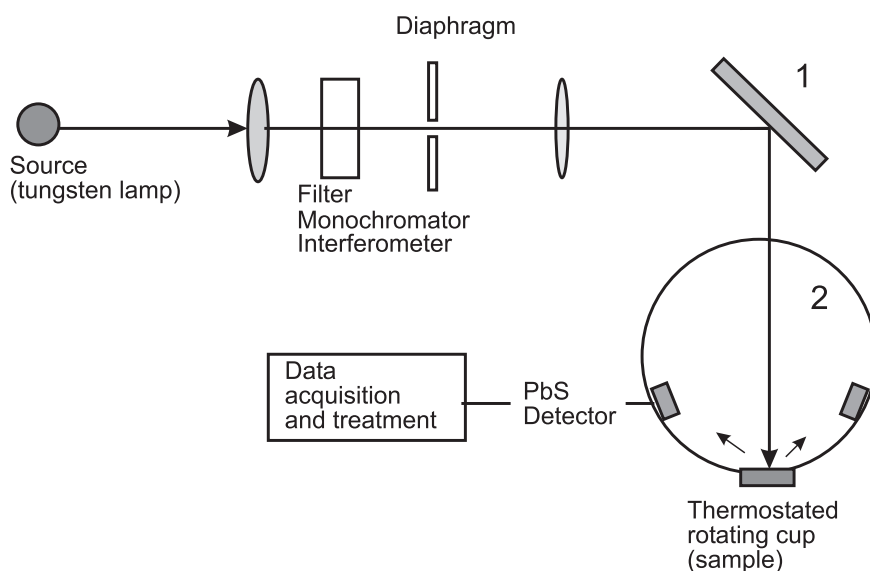 Diaphragm
1
Source
(tungsten lamp)
Filter
Monochromator
Interferometer
2
Data
acquisition
and treatment
PbS
Detector
Thermostated
rotating cup
(sample)